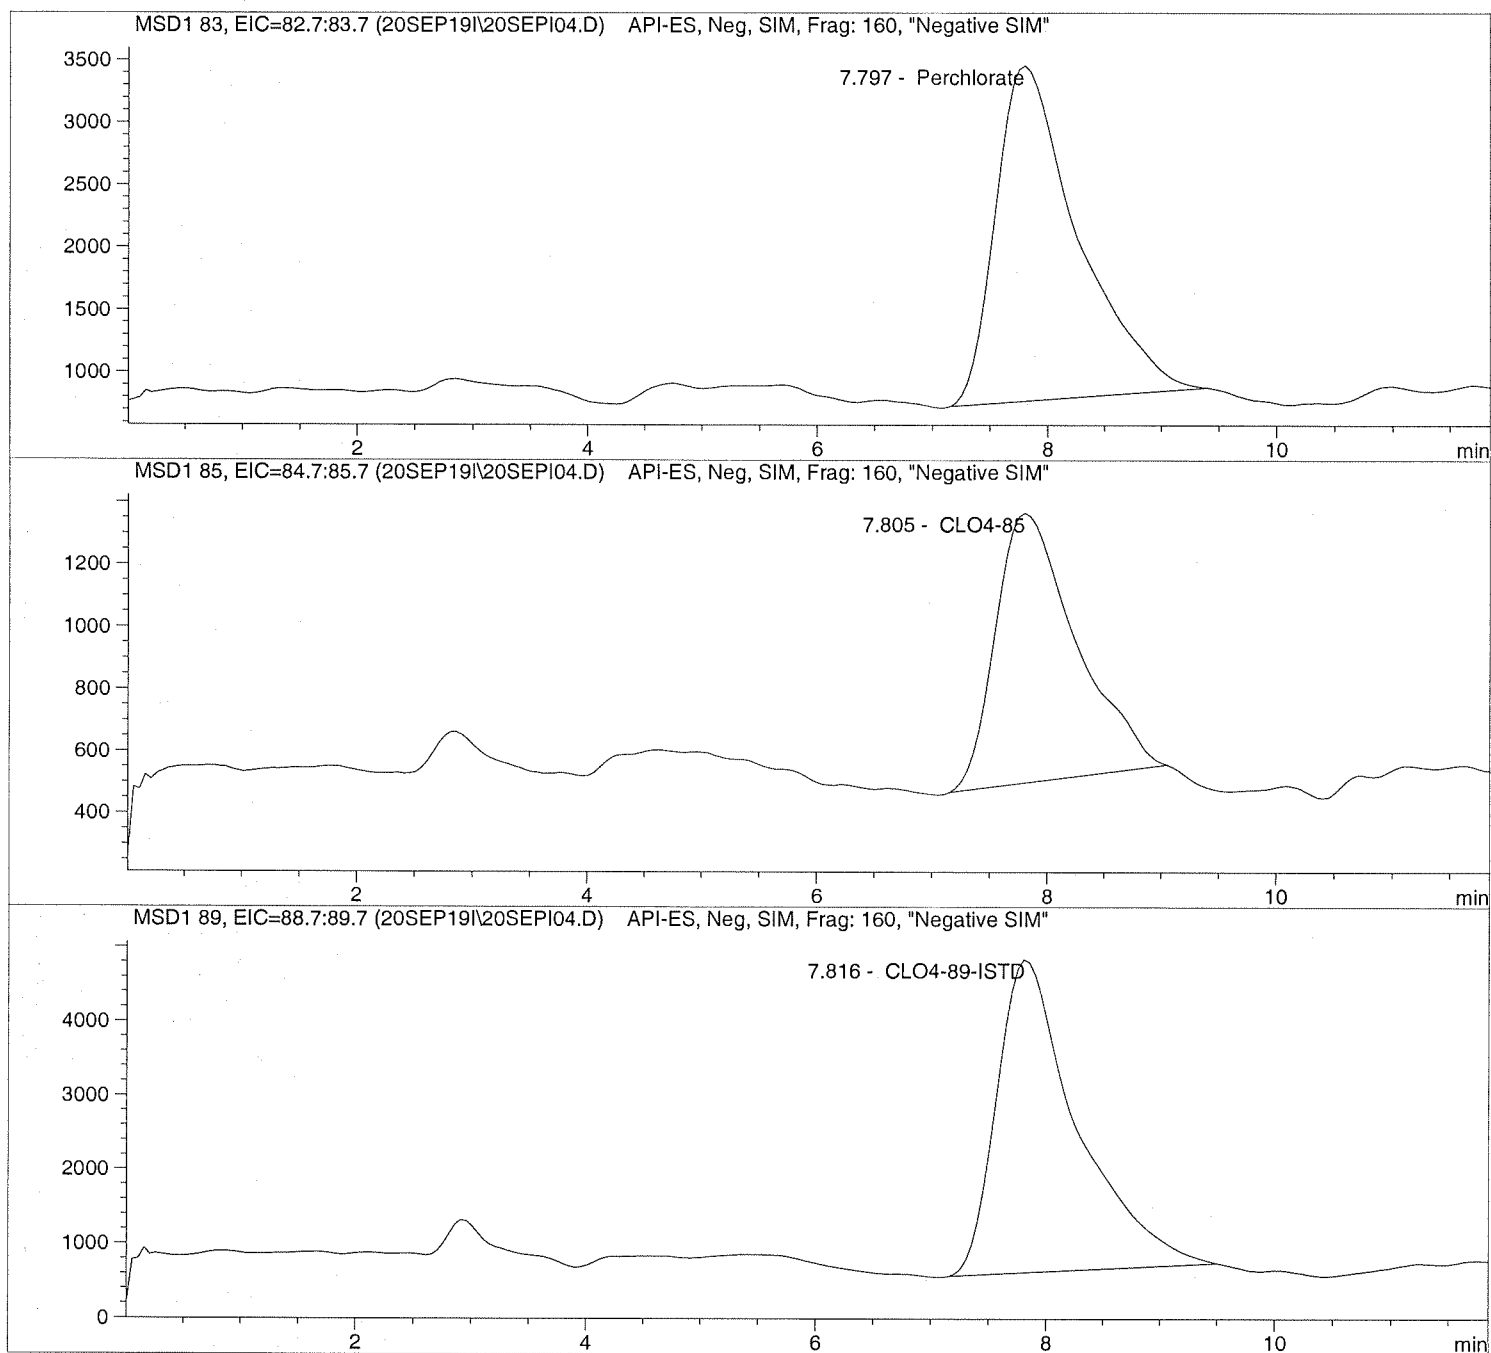 MSD1 83, EIC=82.7:83.7 (20SEP19I\20SEPI04.D) API-ES, Neg, SIM, Frag: 160, "Negative SIM"
7.797 - Perchlorate
3500
3000
2500
2000
1500
1000
2 4 6 8 10 min
MSD1 85, EIC=84.7:85.7 (20SEP19I\20SEPI04.D) API-ES, Neg, SIM, Frag: 160, "Negative SIM"
7.805 - CLO4-85
1200
1000
800
600
400
2 4 6 8 10 min
MSD1 89, EIC=88.7:89.7 (20SEP19I\20SEPI04.D) API-ES, Neg, SIM, Frag: 160, "Negative SIM"
7.816 - CLO4-89-ISTD
4000
3000
2000
1000
0
2 4 6 8 10 min